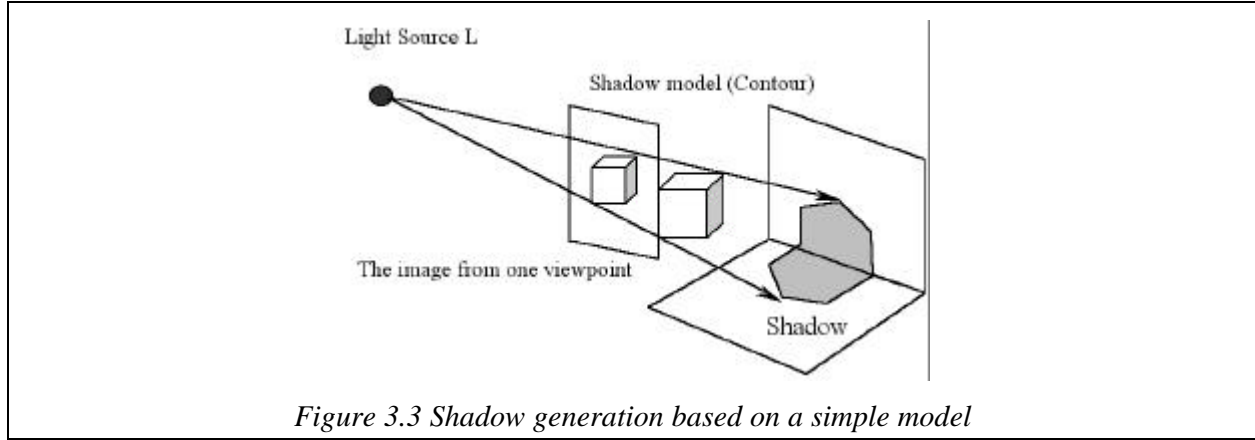 Light Source L
Shadow model (Contour)
The image from one viewpoint
Shadow
Figure 3.3 Shadow generation based on a simple model